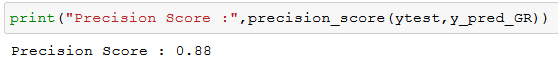 print("Precision Score :",precision_score(ytest,y_pred_GR))
Precision Score : 0.88